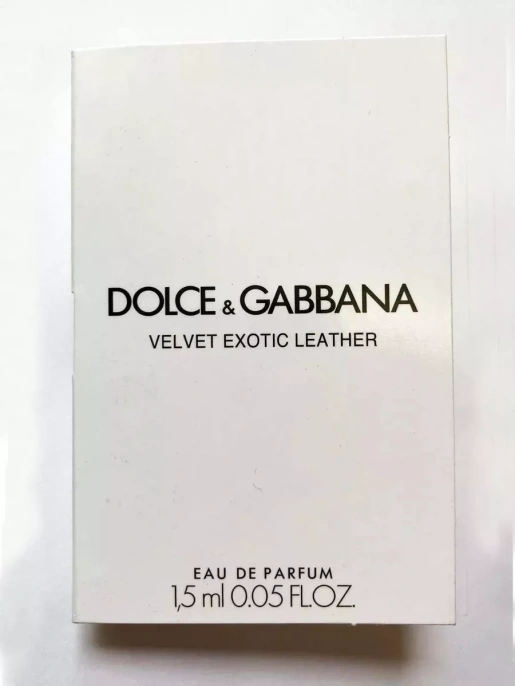 DOLCE & GABBANA
VELVET EXOTIC LEATHER
EAU DE PARFUM
1,5 ml 0.05 FL.OZ.